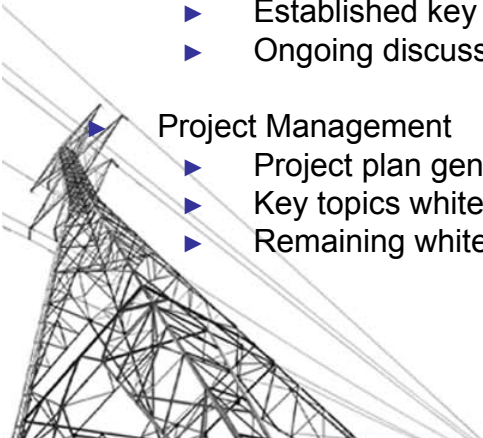 ► Established key
► Ongoing discuss
► Project Management
► Project plan gen
► Key topics white
► Remaining white